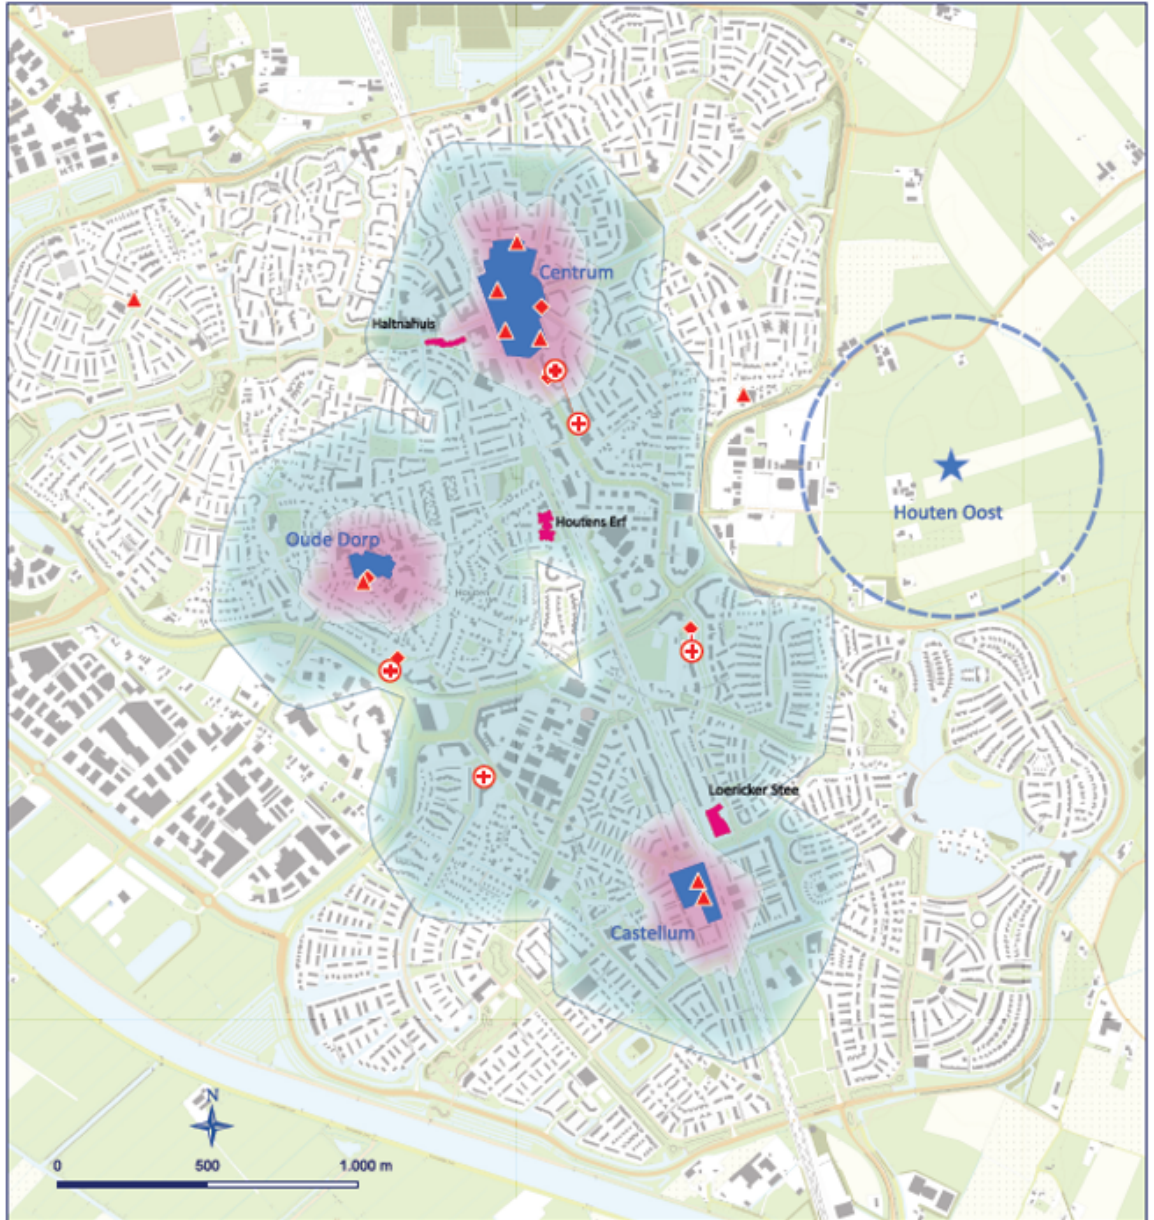 Centrum
Haltnahuis
Houtens Erf
Houten Oost
Oude Dorp
Loericker Stee
Castellum
N
0 500 1.000 m